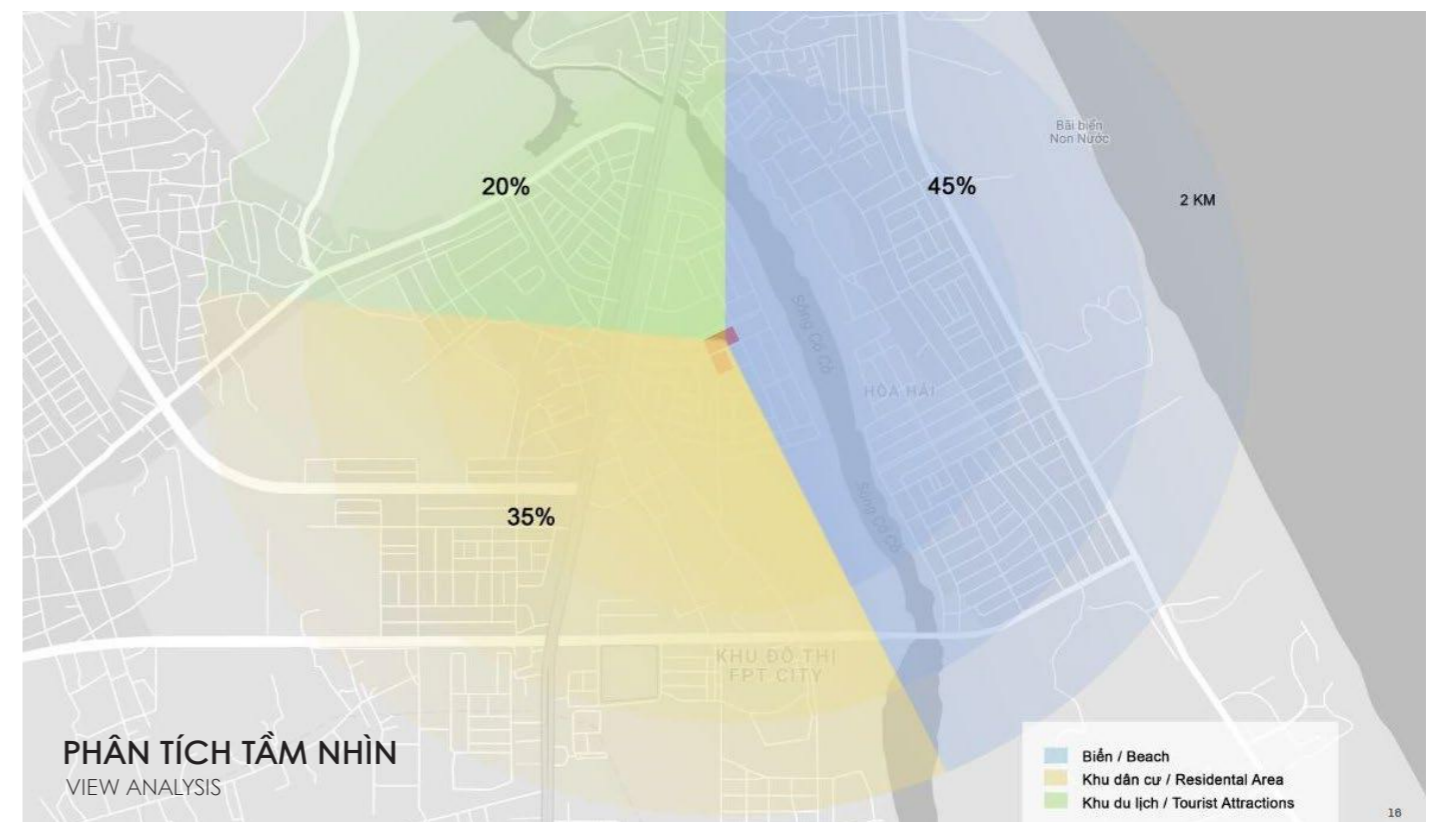 Bãi biển
Non Nước
20%
45%
2 KM
Sông Cổ Cò
HÒA HẢI
Sông Cổ Cò
35%
KHU ĐÔ THỊ
FPT CITY
PHÂN TÍCH TẦM NHÌN
VIEW ANALYSIS
Biển / Beach
Khu dân cư / Residental Area
Khu du lịch / Tourist Attractions
16